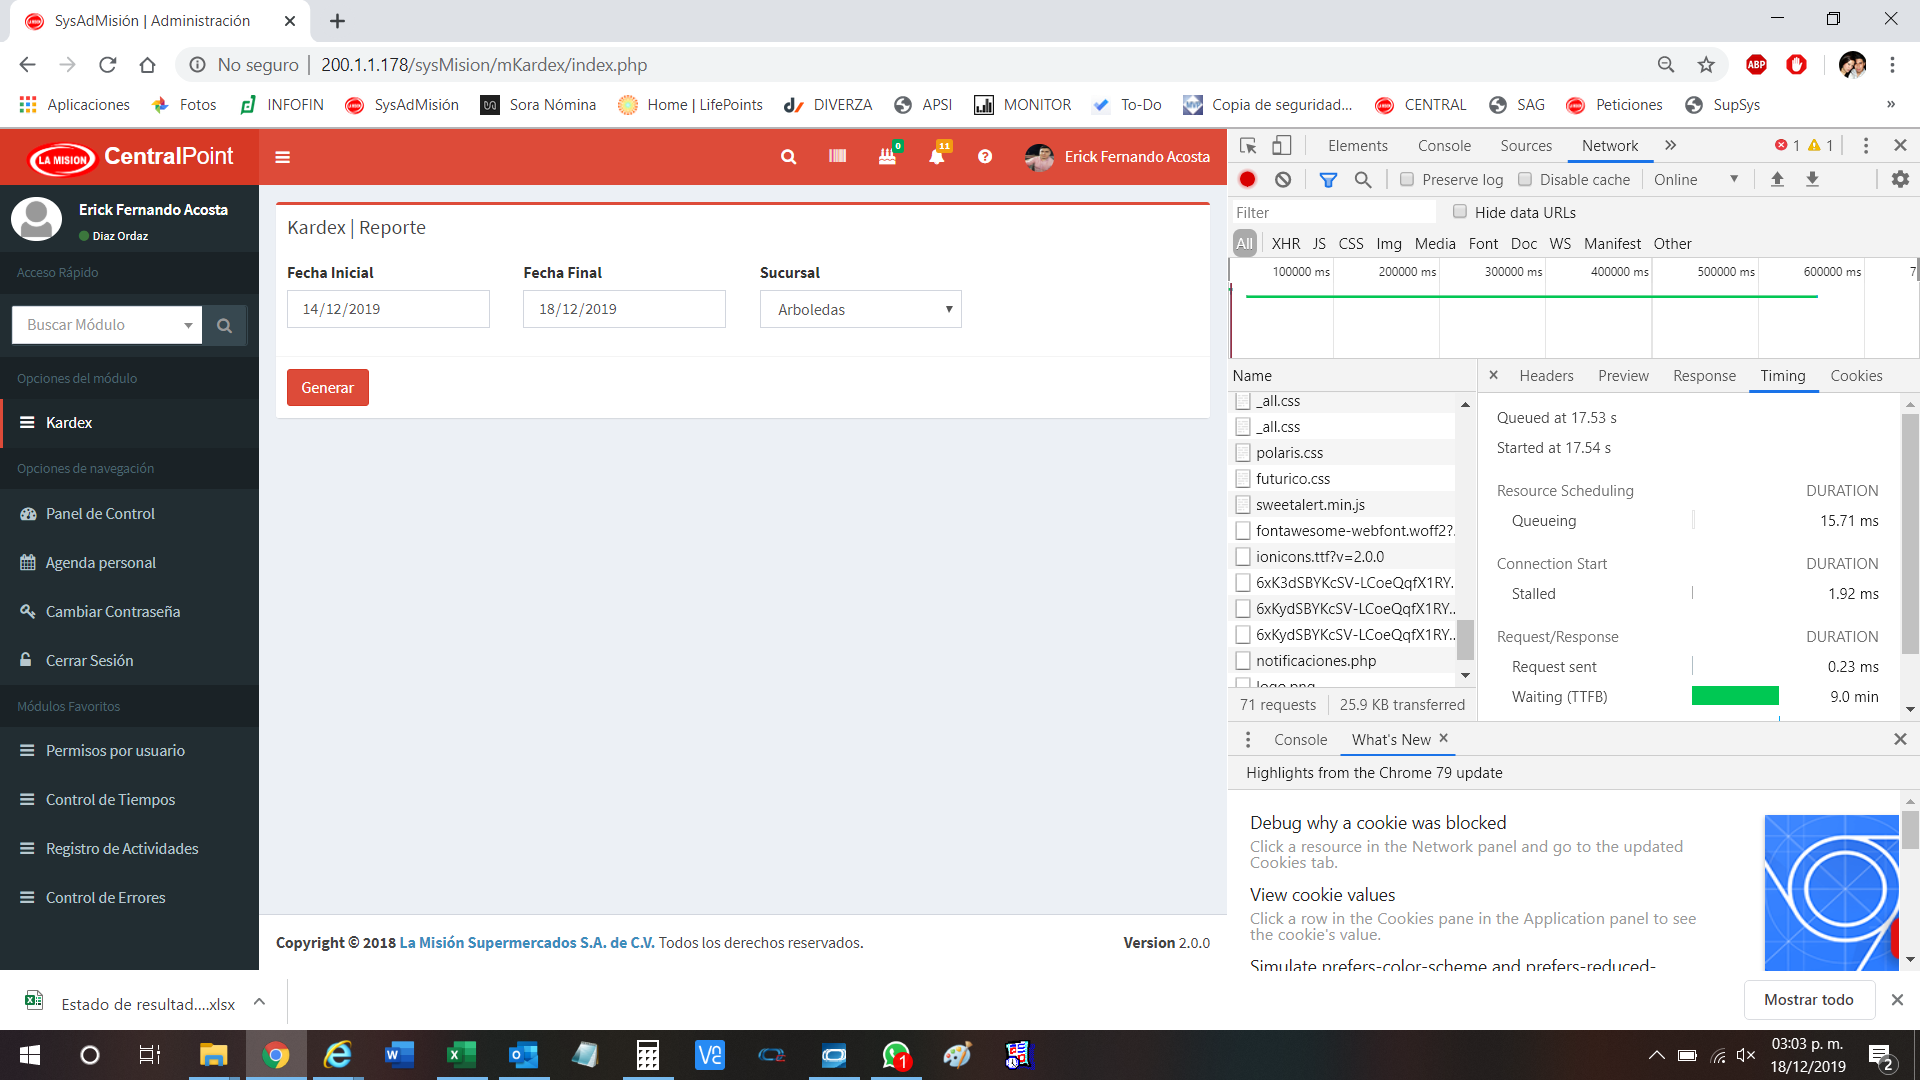 SysAdMisión | Administración
No seguro | 200.1.1.178/sysMision/mKardex/index.php
ABP
Aplicaciones Fotos INFOFIN SysAdMisión Sora Nómina Home | LifePoints DIVERZA APSI MONITOR To-Do Copia de seguridad... CENTRAL SAG Peticiones SupSys »
LA MISION CentralPoint
0 11 Erick Fernando Acosta
Erick Fernando Acosta
Diaz Ordaz
Acceso Rápido
Buscar Módulo
Opciones del módulo
Kardex
Opciones de navegación
Panel de Control
Agenda personal
Cambiar Contraseña
Cerrar Sesión
Módulos Favoritos
Permisos por usuario
Control de Tiempos
Registro de Actividades
Control de Errores
Kardex | Reporte
Fecha Inicial Fecha Final Sucursal
14/12/2019 18/12/2019 Arboledas
Generar
Copyright © 2018 La Misión Supermercados S.A. de C.V. Todos los derechos reservados.
Version 2.0.0
Elements Console Sources Network » 1 1
Preserve log Disable cache Online
Filter Hide data URLs
All XHR JS CSS Img Media Font Doc WS Manifest Other
100000 ms 200000 ms 300000 ms 400000 ms 500000 ms 600000 ms 7
Name
_all.css
_all.css
polaris.css
futurico.css
sweetalert.min.js
fontawesome-webfont.woff2?.
ionicons.ttf?v=2.0.0
6xK3dSBYKcSV-LCoeQqfX1RY.
6xKydSBYKcSV-LCoeQqfX1RY..
6xKydSBYKcSV-LCoeQqfX1RY..
notificaciones.php
logo.png
71 requests 25.9 KB transferred
Headers Preview Response Timing Cookies
Queued at 17.53 s
Started at 17.54 s
Resource Scheduling DURATION
Queueing 15.71 ms
Connection Start DURATION
Stalled 1.92 ms
Request/Response DURATION
Request sent 0.23 ms
Waiting (TTFB) 9.0 min
Console What's New
Highlights from the Chrome 79 update
Debug why a cookie was blocked
Click a resource in the Network panel and go to the updated
Cookies tab.
View cookie values
Click a row in the Cookies pane in the Application panel to see
the cookie's value.
Simulate prefers-color-scheme and prefers-reduced-
Estado de resultad....xlsx
Mostrar todo
1
03:03 p. m.
18/12/2019
2